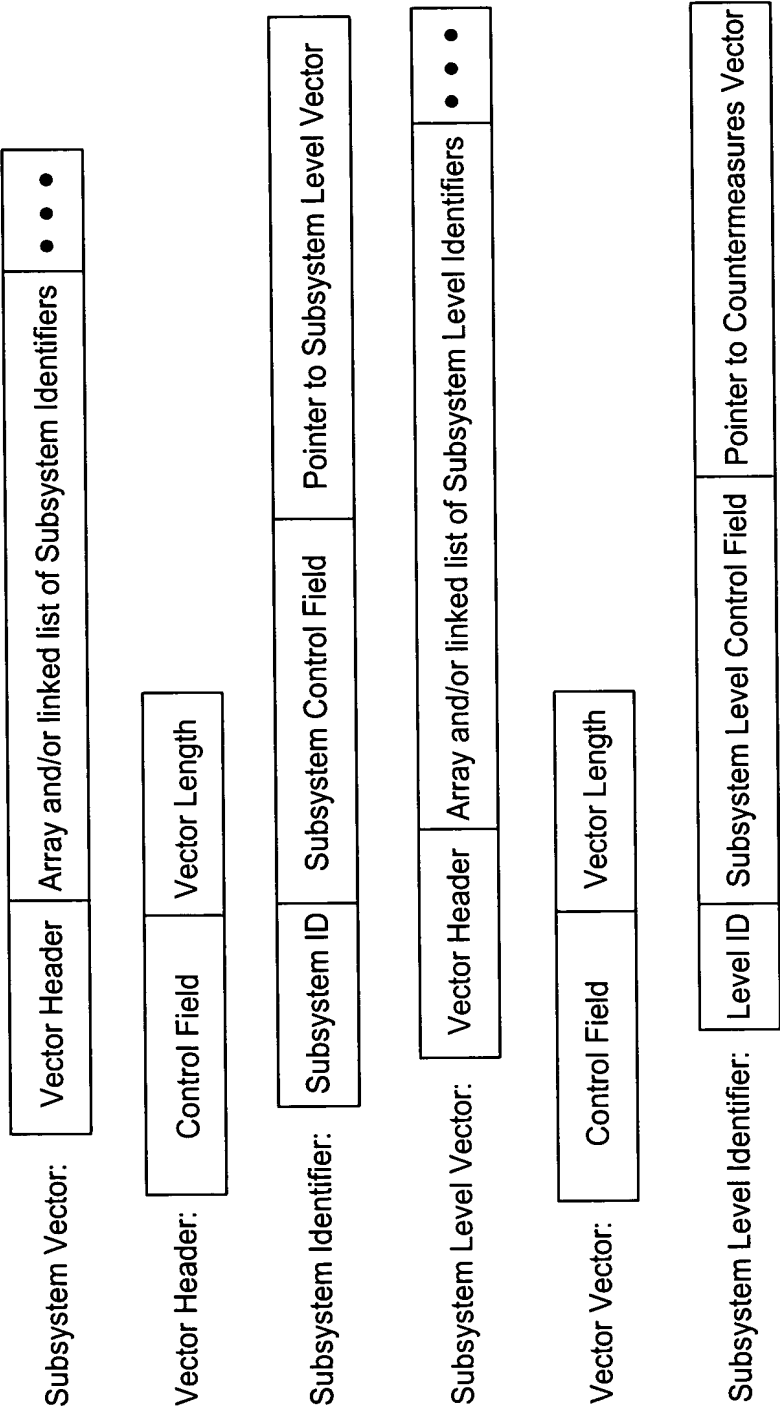 Subsystem Vector: Vector Header Array and/or linked list of Subsystem Identifiers • • •
Vector Header: Control Field Vector Length
Subsystem Identifier: Subsystem ID Subsystem Control Field Pointer to Subsystem Level Vector
Subsystem Level Vector: Vector Header Array and/or linked list of Subsystem Level Identifiers • • •
Vector Vector: Control Field Vector Length
Subsystem Level Identifier: Level ID Subsystem Level Control Field Pointer to Countermeasures Vector